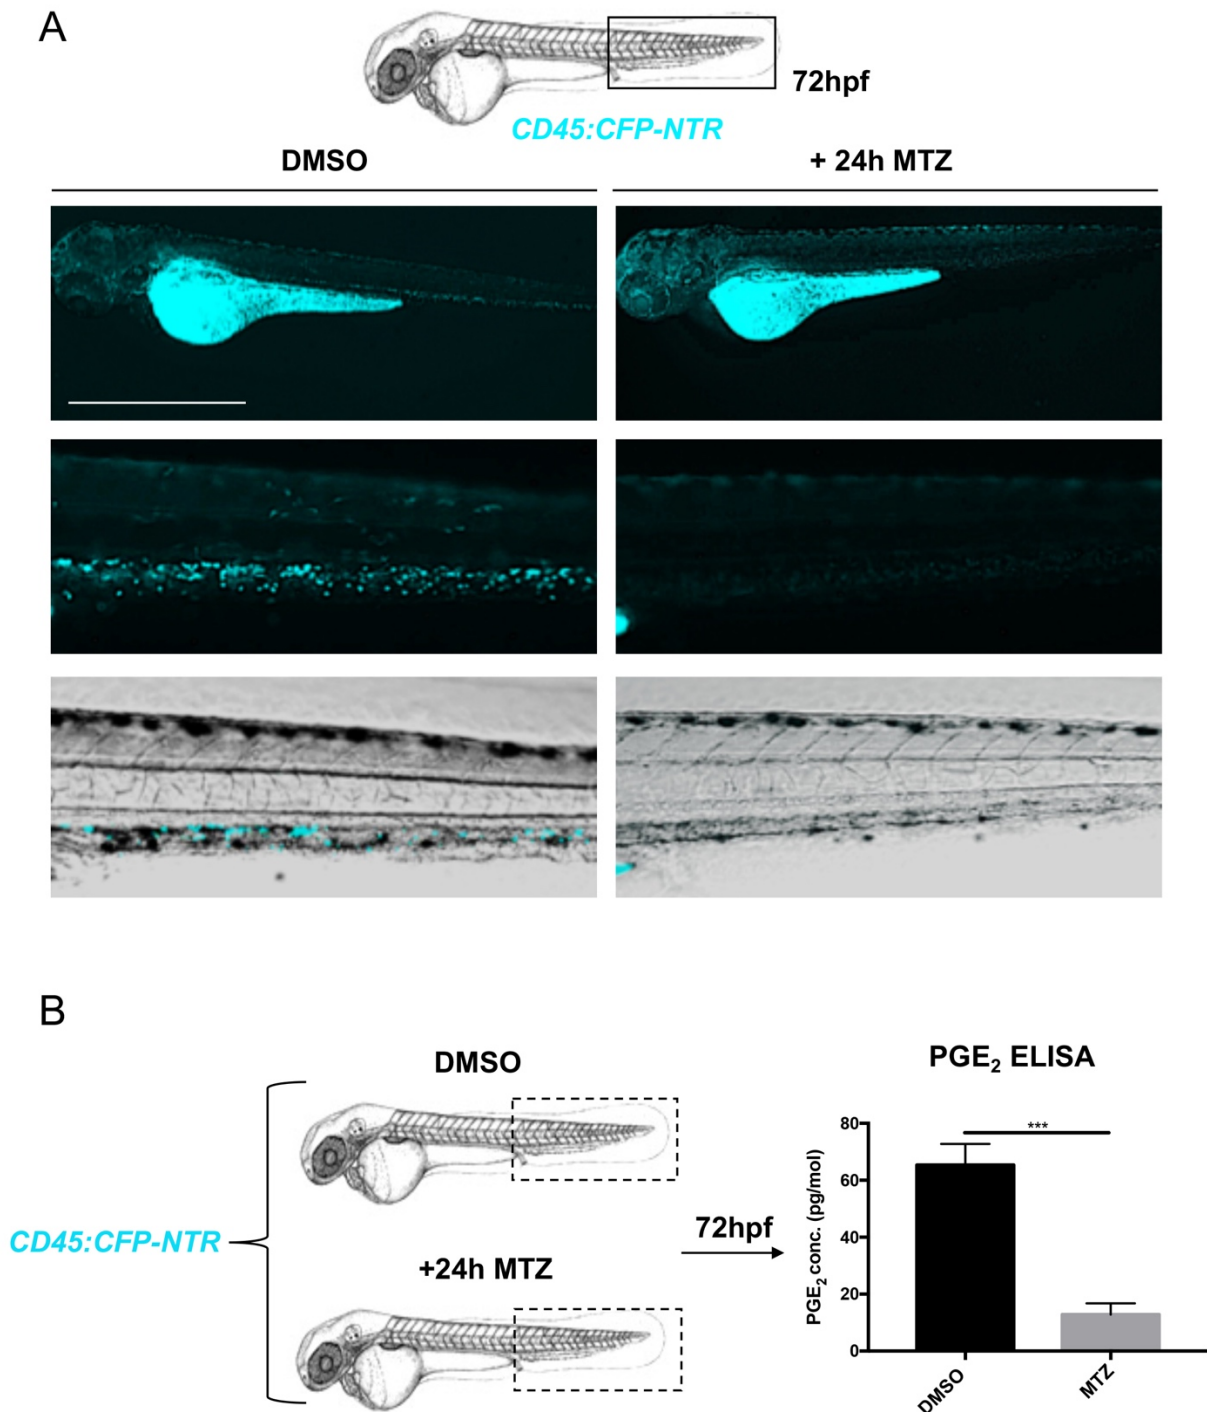 A
72hpf
CD45:CFP-NTR
DMSO
+ 24h MTZ
B
DMSO
CD45:CFP-NTR
+24h MTZ
72hpf
PGE₂ ELISA
PGE₂ conc. (pg/mol)
80
60
40
20
0
***
DMSO
MTZ